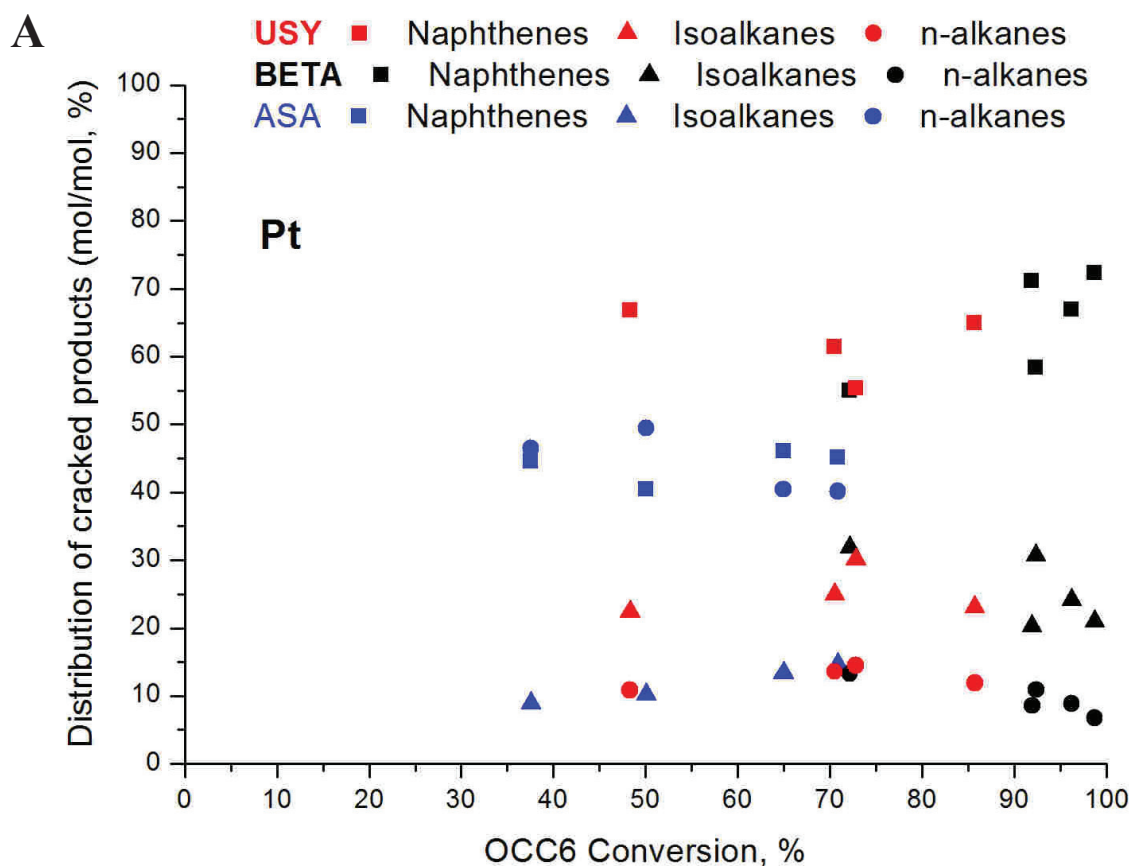 A
USY Naphthenes Isoalkanes n-alkanes
BETA Naphthenes Isoalkanes n-alkanes
ASA Naphthenes Isoalkanes n-alkanes
Pt
Distribution of cracked products (mol/mol, %)
100
90
80
70
60
50
40
30
20
10
0
0 10 20 30 40 50 60 70 80 90 100
OCC6 Conversion, %